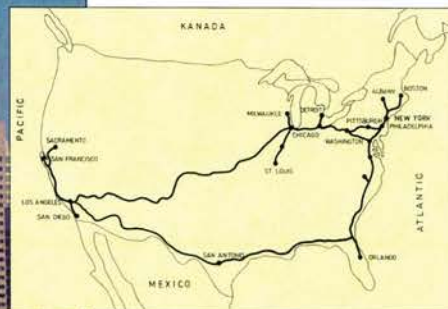 KANADA
PACIFIC
SACRAMENTO
SAN FRANCISCO
LOS ANGELES
SAN DIEGO
MILWAUKEE
DETROIT
CHICAGO
ST LOUIS
ALBANY
BOSTON
NEW YORK
PITTSBURGH
PHILADELPHIA
WASHINGTON
ATLANTIC
SAN ANTONIO
ORLANDO
MEXICO